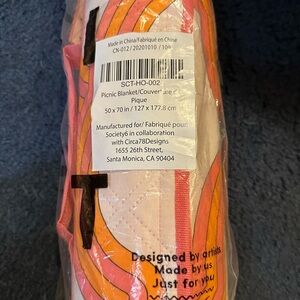 Made in China/Fabriqué en Chine
CN-012 / 20201010 / 104
SCT-HO-002
Picnic Blanket/Couverture
Pique
50 x 70 in / 127 x 177.8 cm
Manufactured for/ Fabriqué pour:
Society6 in collaboration
with Circa78Designs
1655 26th Street,
Santa Monica, CA 90404
Designed by artists
Made by us
Just for you